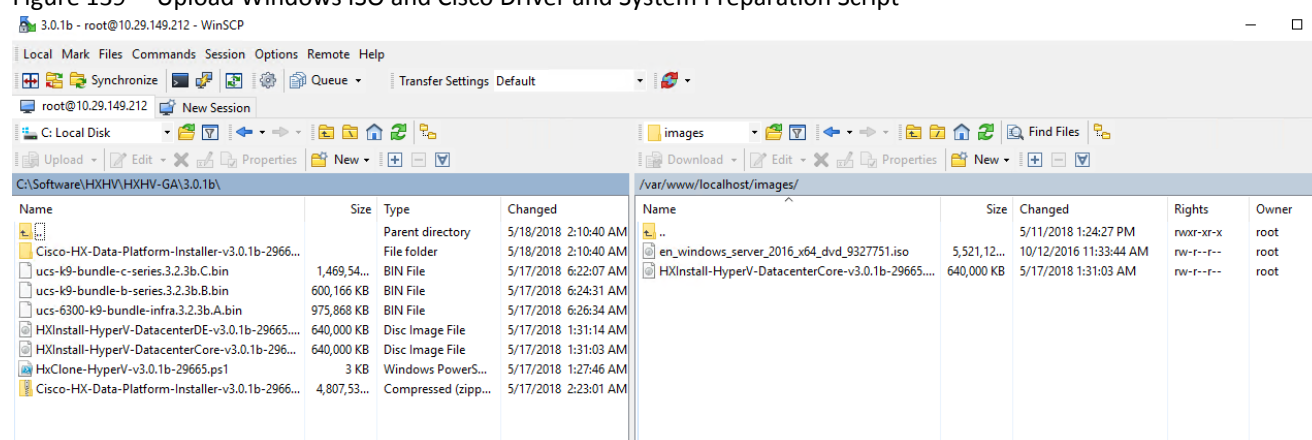 Figure 159 Upload Windows ISO and Cisco Driver and System Preparation Script
3.0.1b - root@10.29.149.212 - WinSCP
Local Mark Files Commands Session Options Remote Help
Synchronize Queue Transfer Settings Default
root@10.29.149.212 New Session
C: Local Disk images Find Files
Upload Edit Properties New Download Edit Properties New
C:\Software\HXHV\HXHV-GA\3.0.1b\ /var/www/localhost/images/
Name Size Type Changed Name Size Changed Rights Owner
.. Parent directory 5/18/2018 2:10:40 AM .. 5/11/2018 1:24:27 PM rwxr-xr-x root
Cisco-HX-Data-Platform-Installer-v3.0.1b-2966... File folder 5/18/2018 2:10:40 AM en_windows_server_2016_x64_dvd_9327751.iso 5,521,12... 10/12/2016 11:33:44 AM rw-r--r-- root
ucs-k9-bundle-c-series.3.2.3b.C.bin 1,469,54... BIN File 5/17/2018 6:22:07 AM HXInstall-HyperV-DatacenterCore-v3.0.1b-29665.... 640,000 KB 5/17/2018 1:31:03 AM rw-r--r-- root
ucs-k9-bundle-b-series.3.2.3b.B.bin 600,166 KB BIN File 5/17/2018 6:24:31 AM
ucs-6300-k9-bundle-infra.3.2.3b.A.bin 975,868 KB BIN File 5/17/2018 6:26:34 AM
HXInstall-HyperV-DatacenterDE-v3.0.1b-29665.... 640,000 KB Disc Image File 5/17/2018 1:31:14 AM
HXInstall-HyperV-DatacenterCore-v3.0.1b-296... 640,000 KB Disc Image File 5/17/2018 1:31:03 AM
HxClone-HyperV-v3.0.1b-29665.ps1 3 KB Windows PowerS... 5/17/2018 1:27:46 AM
Cisco-HX-Data-Platform-Installer-v3.0.1b-2966... 4,807,53... Compressed (zipp... 5/17/2018 2:23:01 AM